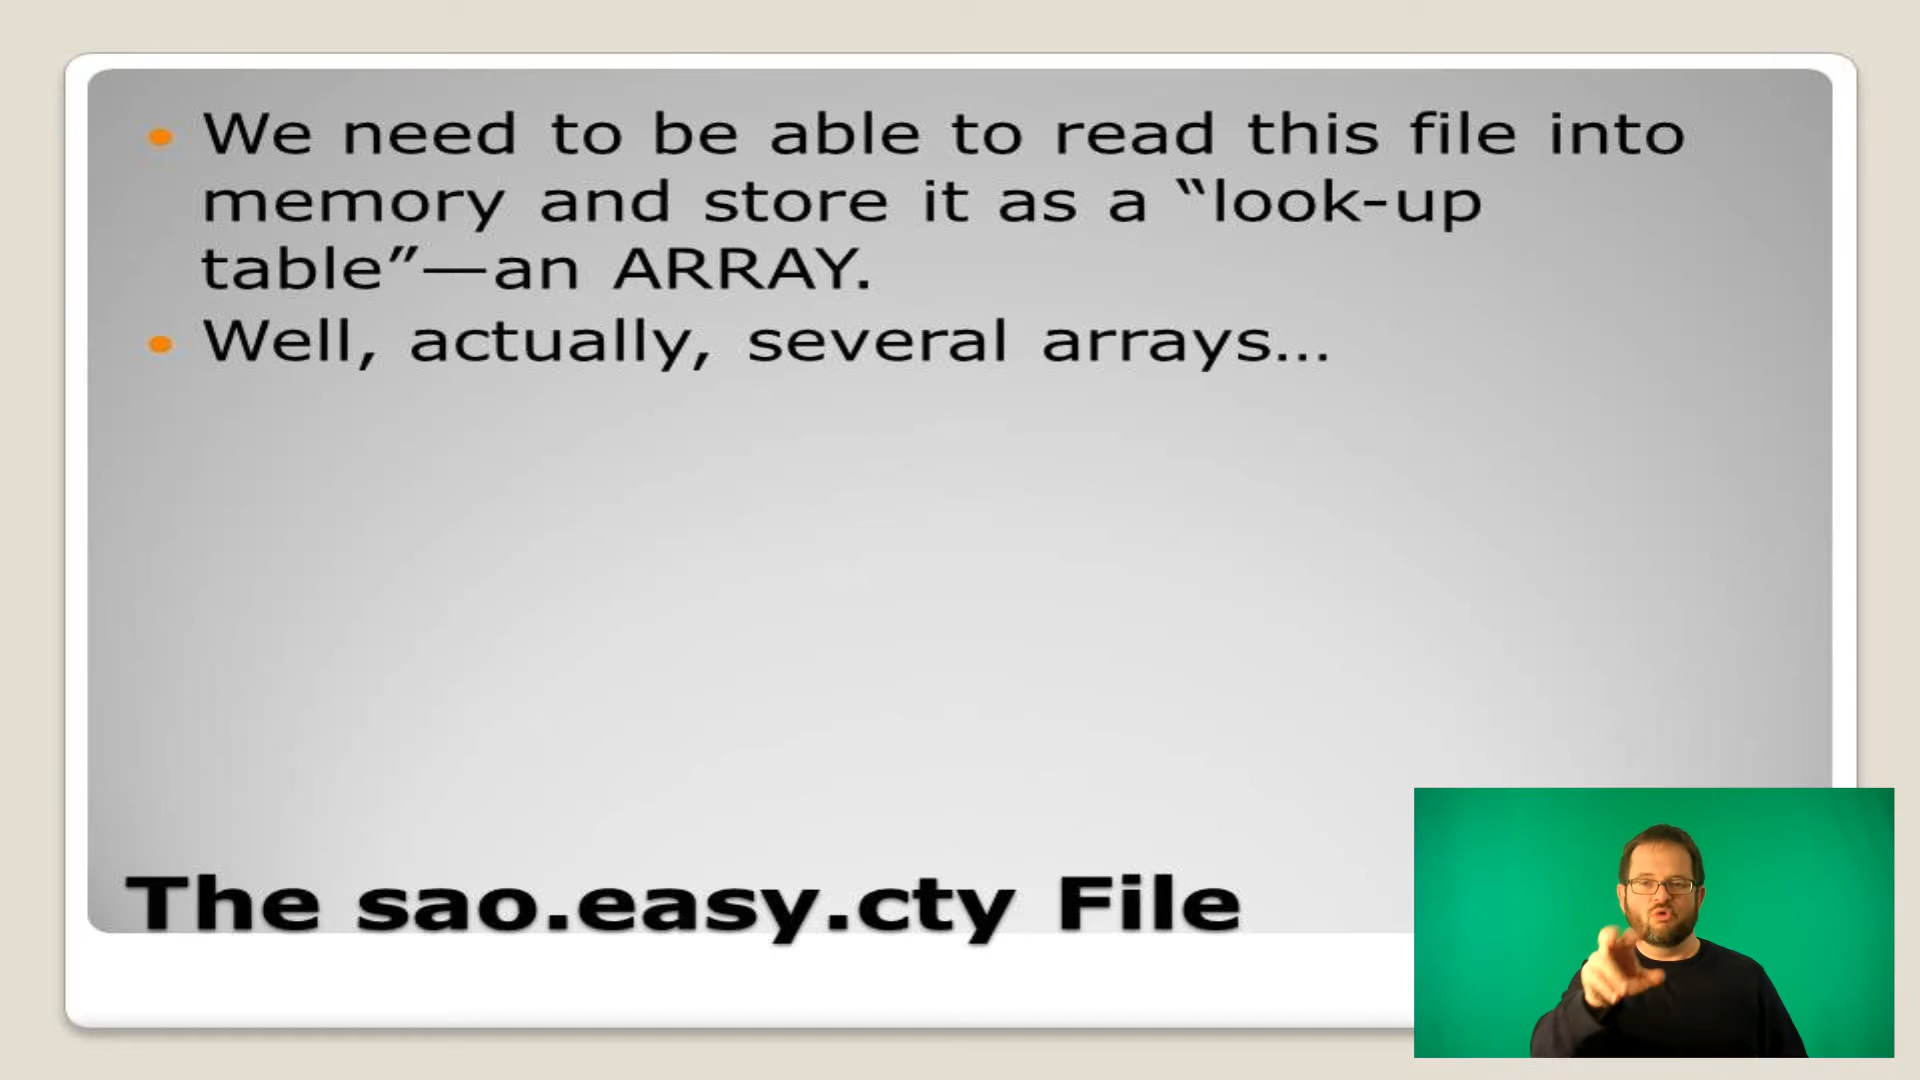 We need to be able to read this file into
memory and store it as a “look-up
table”—an ARRAY.
Well, actually, several arrays…
The sao.easy.cty File